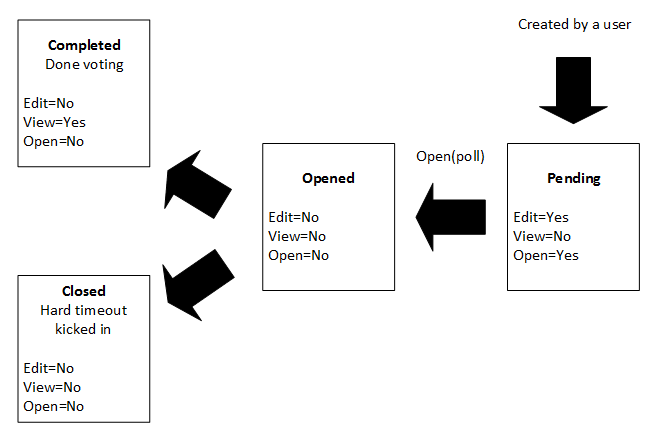 Completed
Done voting
Edit=No
View=Yes
Open=No
Created by a user
Open(poll)
Opened
Edit=No
View=No
Open=No
Pending
Edit=Yes
View=No
Open=Yes
Closed
Hard timeout
kicked in
Edit=No
View=No
Open=No